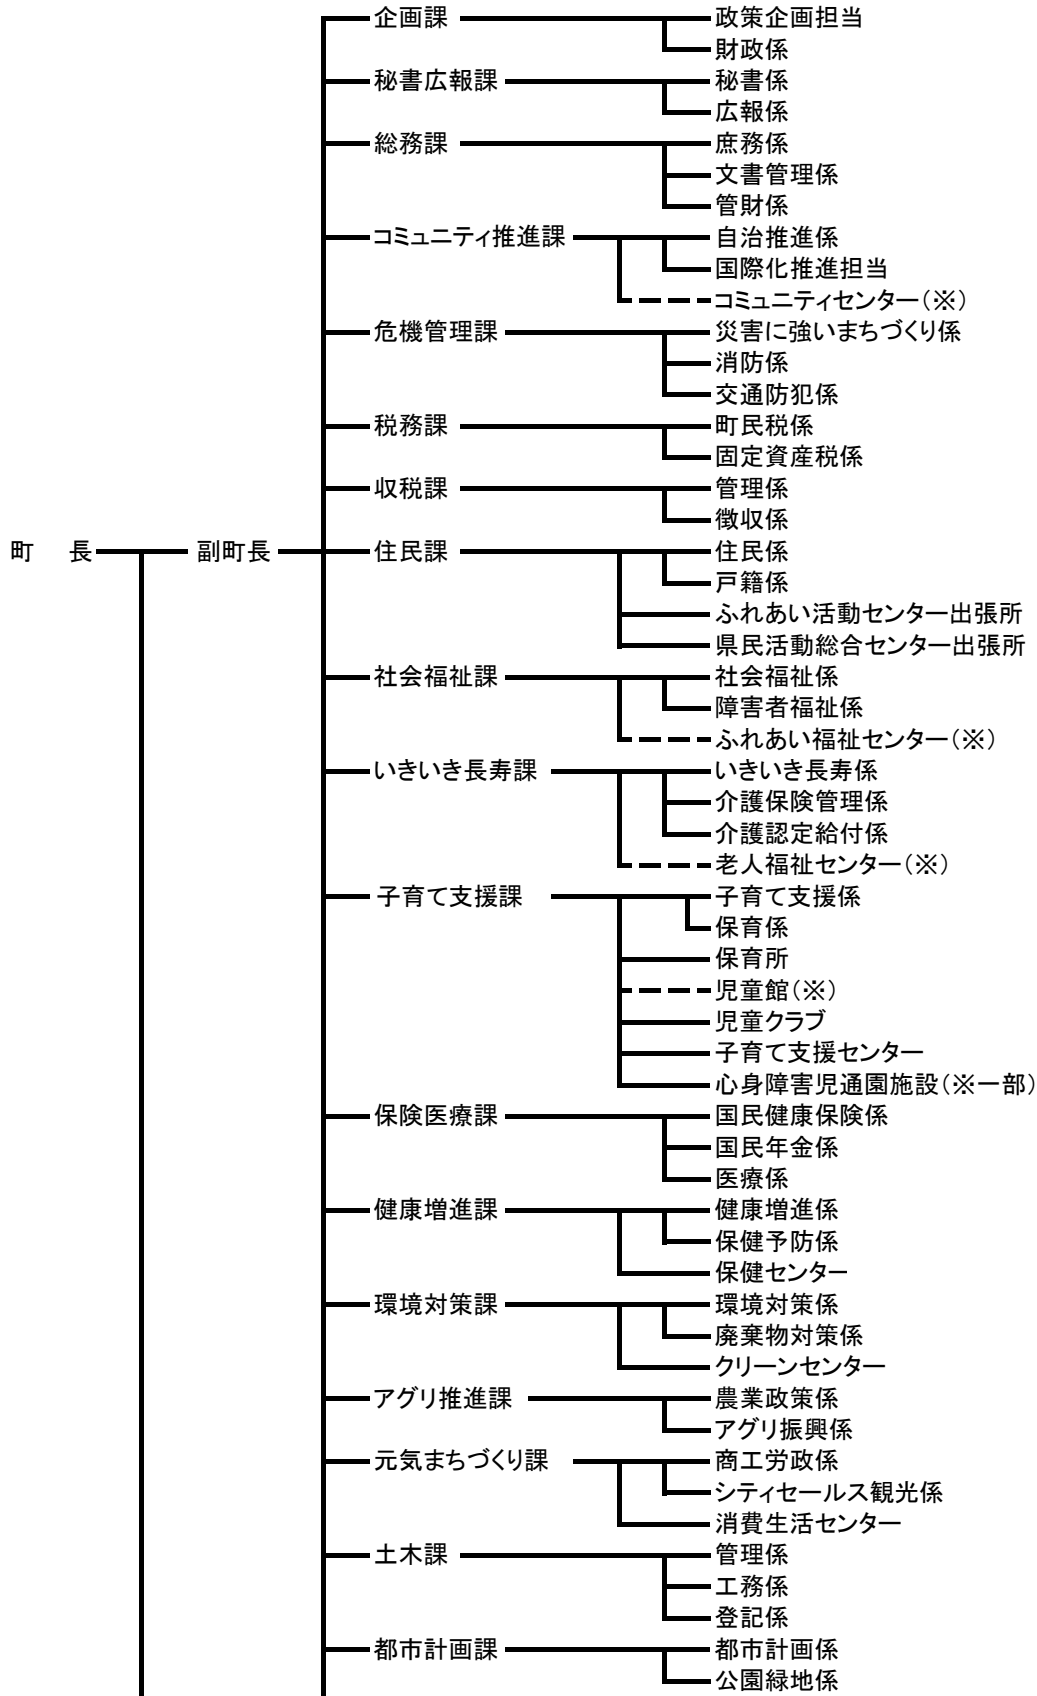 企画課 政策企画担当
財政係
秘書広報課 秘書係
広報係
総務課 庶務係
文書管理係
管財係
コミュニティ推進課 自治推進係
国際化推進担当
コミュニティセンター(※)
危機管理課 災害に強いまちづくり係
消防係
交通防犯係
税務課 町民税係
固定資産税係
収税課 管理係
徴収係
町 長 副町長 住民課 住民係
戸籍係
ふれあい活動センター出張所
県民活動総合センター出張所
社会福祉課 社会福祉係
障害者福祉係
ふれあい福祉センター(※)
いきいき長寿課 いきいき長寿係
介護保険管理係
介護認定給付係
老人福祉センター(※)
子育て支援課 子育て支援係
保育係
保育所
児童館(※)
児童クラブ
子育て支援センター
心身障害児通園施設(※一部)
保険医療課 国民健康保険係
国民年金係
医療係
健康増進課 健康増進係
保健予防係
保健センター
環境対策課 環境対策係
廃棄物対策係
クリーンセンター
アグリ推進課 農業政策係
アグリ振興係
元気まちづくり課 商工労政係
シティセールス観光係
消費生活センター
土木課 管理係
工務係
登記係
都市計画課 都市計画係
公園緑地係